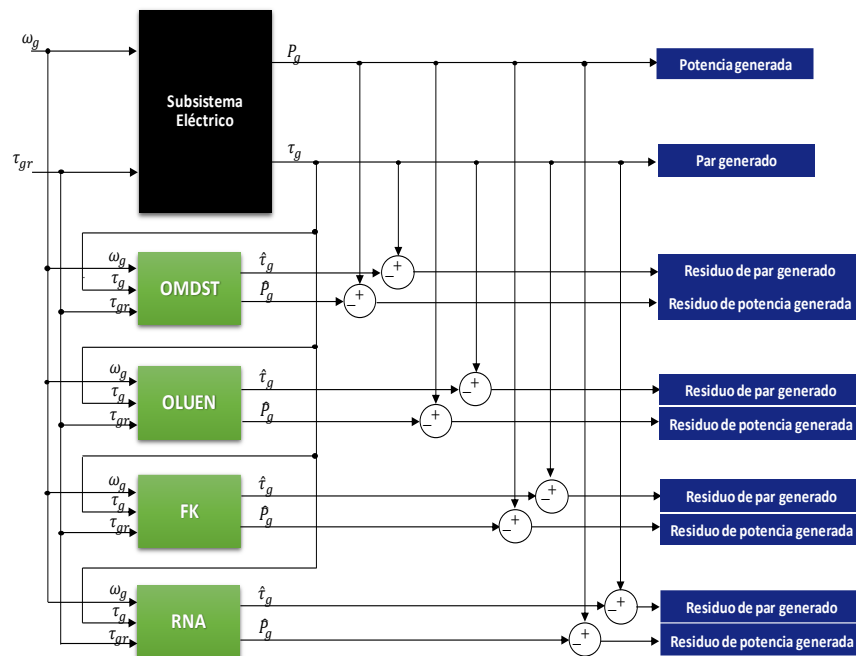 ω_g
P_g
Potencia generada
Subsistema
Eléctrico
τ_gr
τ_g
Par generado
ω_g
τ_g
τ_gr
OMDST
τ̂_g
P̂_g
− +
− +
Residuo de par generado
Residuo de potencia generada
ω_g
τ_g
τ_gr
OLUEN
τ̂_g
P̂_g
− +
− +
Residuo de par generado
Residuo de potencia generada
ω_g
τ_g
τ_gr
FK
τ̂_g
P̂_g
− +
− +
Residuo de par generado
Residuo de potencia generada
ω_g
τ_g
τ_gr
RNA
τ̂_g
P̂_g
− +
− +
Residuo de par generado
Residuo de potencia generada